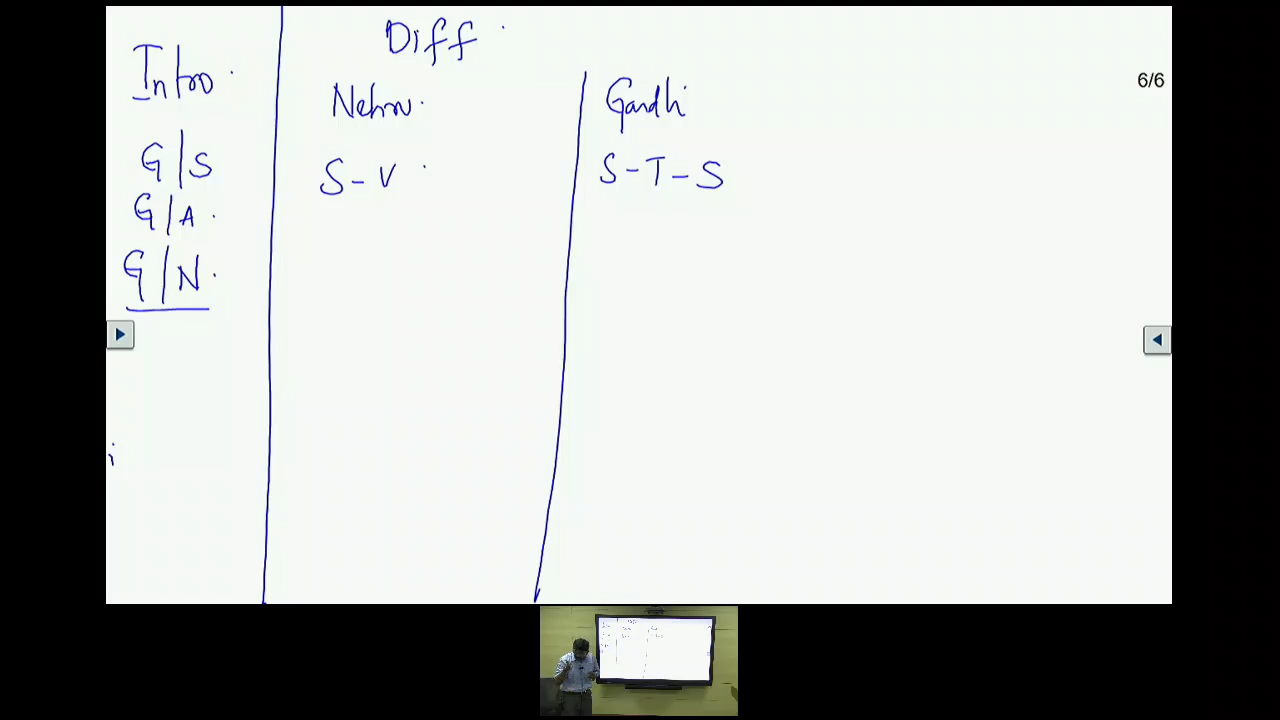 Diff
Intro.
Nehru.
Gandhi
6/6
G/S
S-V
S-T-S
G/A.
G/N.
i